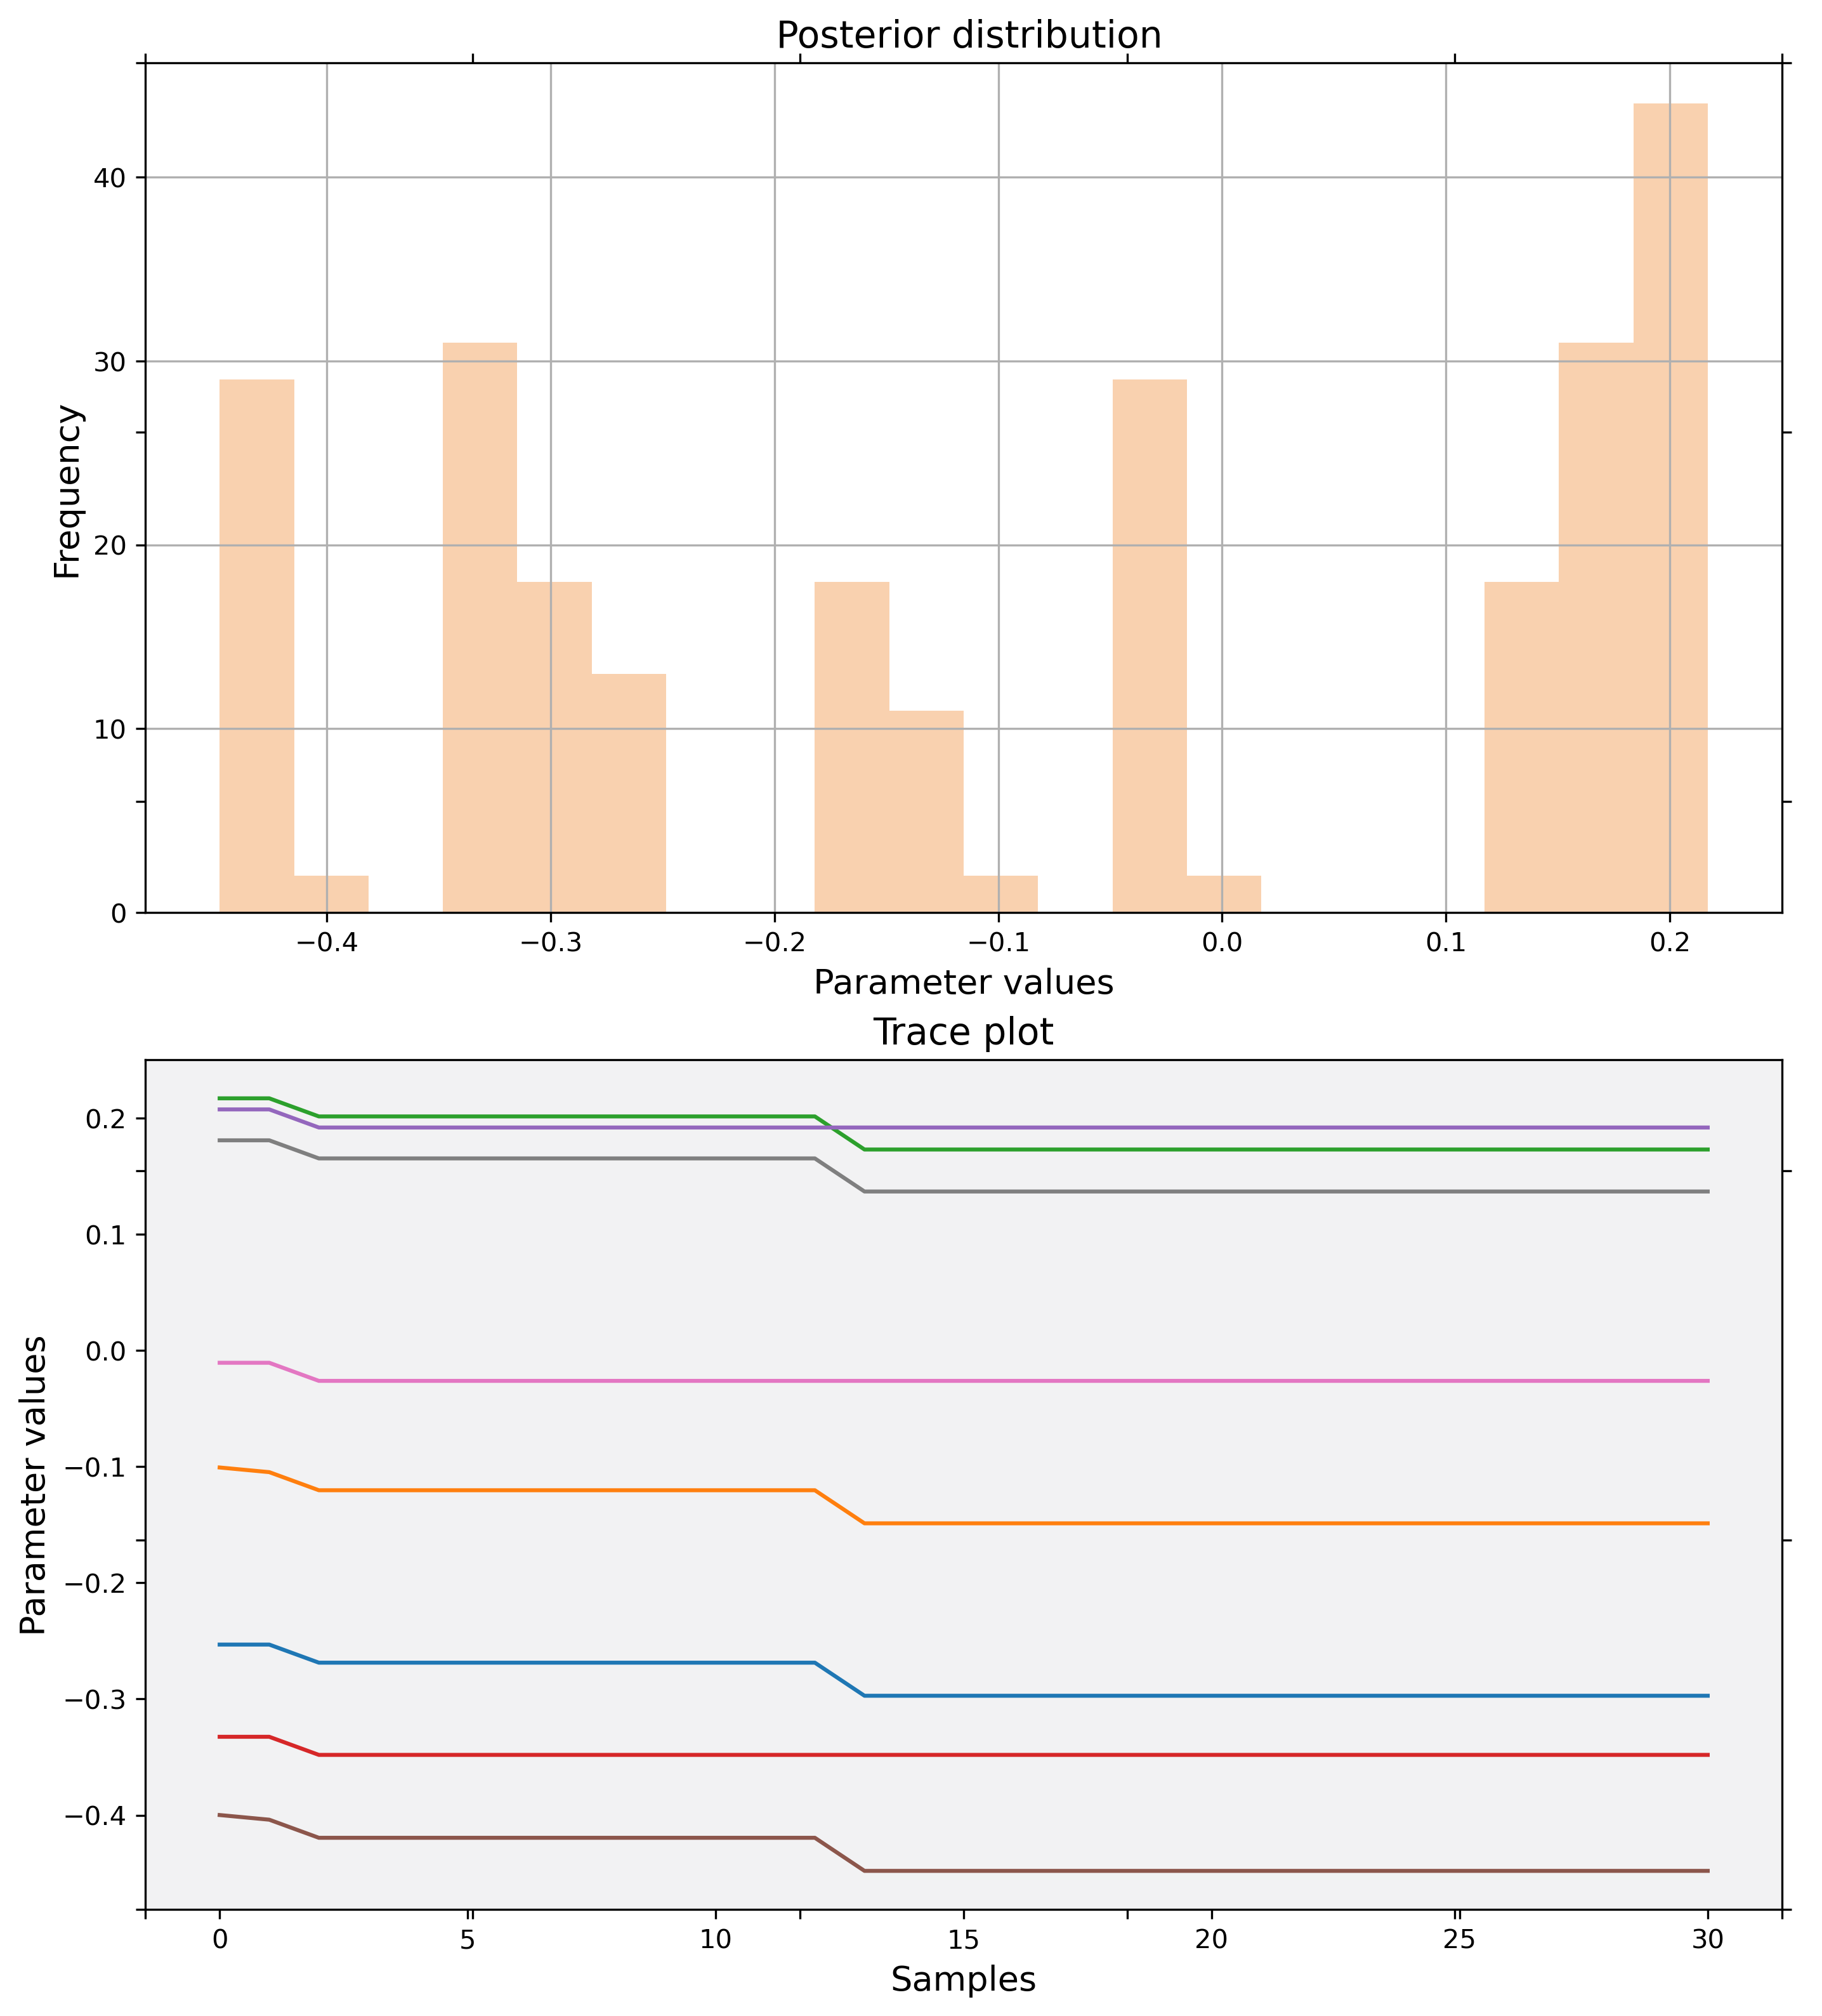 Posterior distribution
40
30
20
10
0
Frequency
−0.4 −0.3 −0.2 −0.1 0.0 0.1 0.2
Parameter values
Trace plot
0.2
0.1
0.0
−0.1
−0.2
−0.3
−0.4
Parameter values
0 5 10 15 20 25 30
Samples